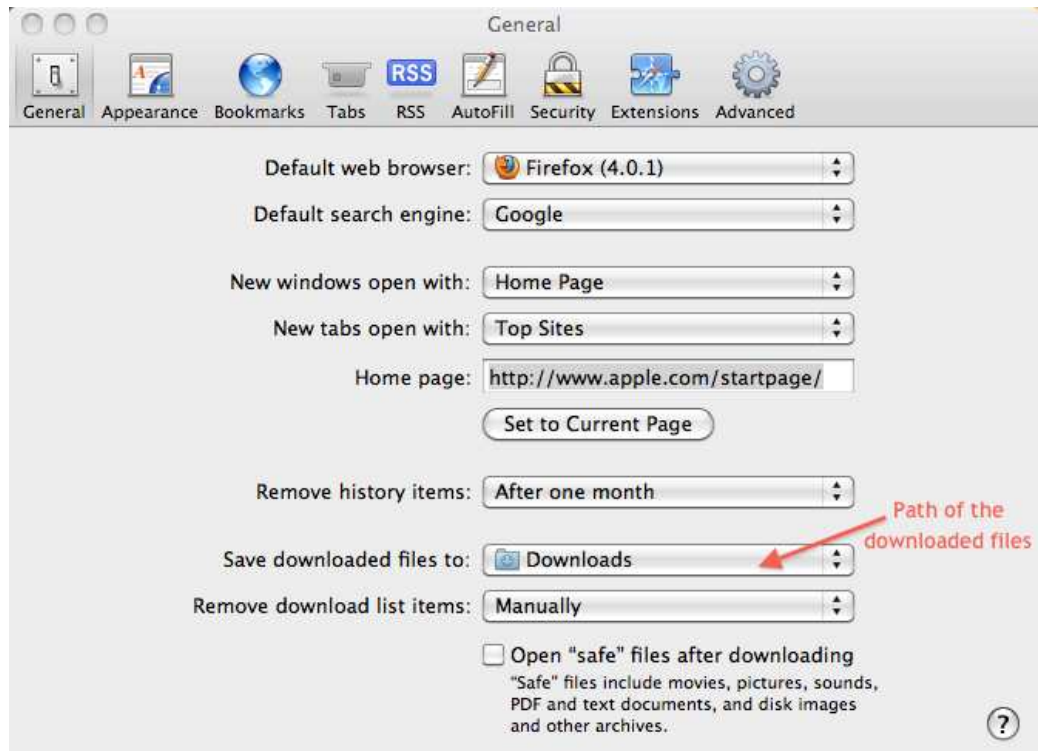 General
General Appearance Bookmarks Tabs RSS AutoFill Security Extensions Advanced
RSS
Default web browser: Firefox (4.0.1)
Default search engine: Google
New windows open with: Home Page
New tabs open with: Top Sites
Home page: http://www.apple.com/startpage/
Set to Current Page
Remove history items: After one month
Path of the
downloaded files
Save downloaded files to: Downloads
Remove download list items: Manually
Open “safe” files after downloading
“Safe” files include movies, pictures, sounds,
PDF and text documents, and disk images
and other archives.
?